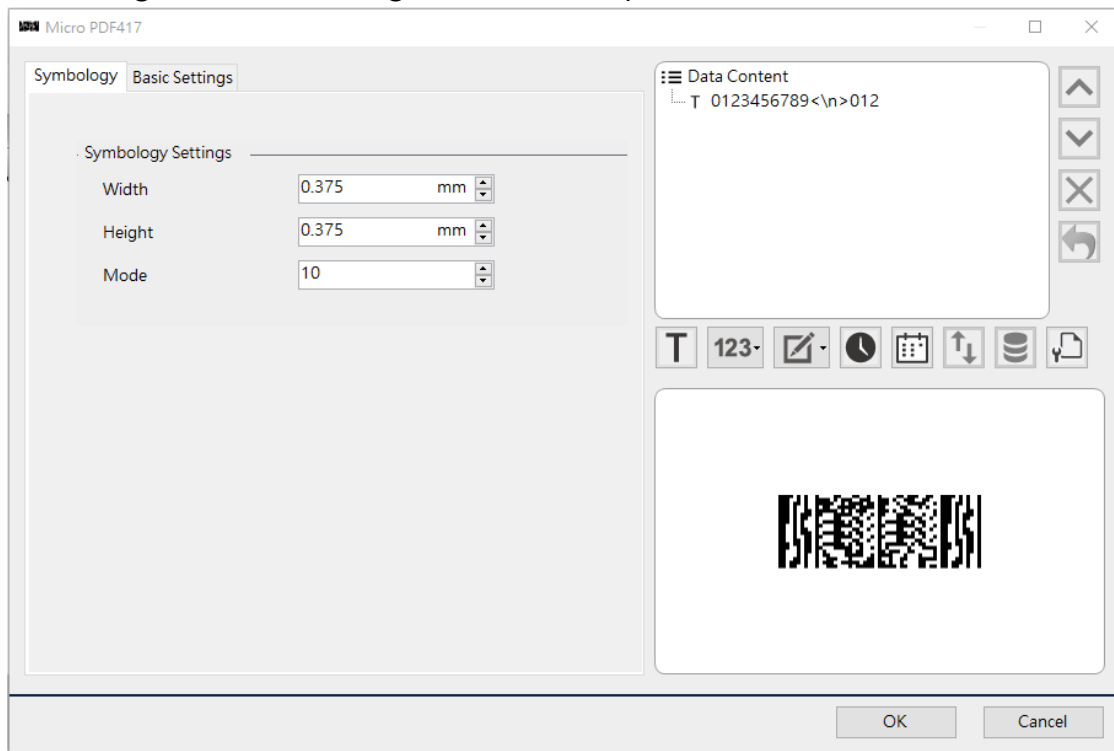 Micro PDF417
Symbology Basic Settings
Symbology Settings
Width 0.375 mm
Height 0.375 mm
Mode 10
Data Content
T 0123456789<\n>012
T 123
OK Cancel